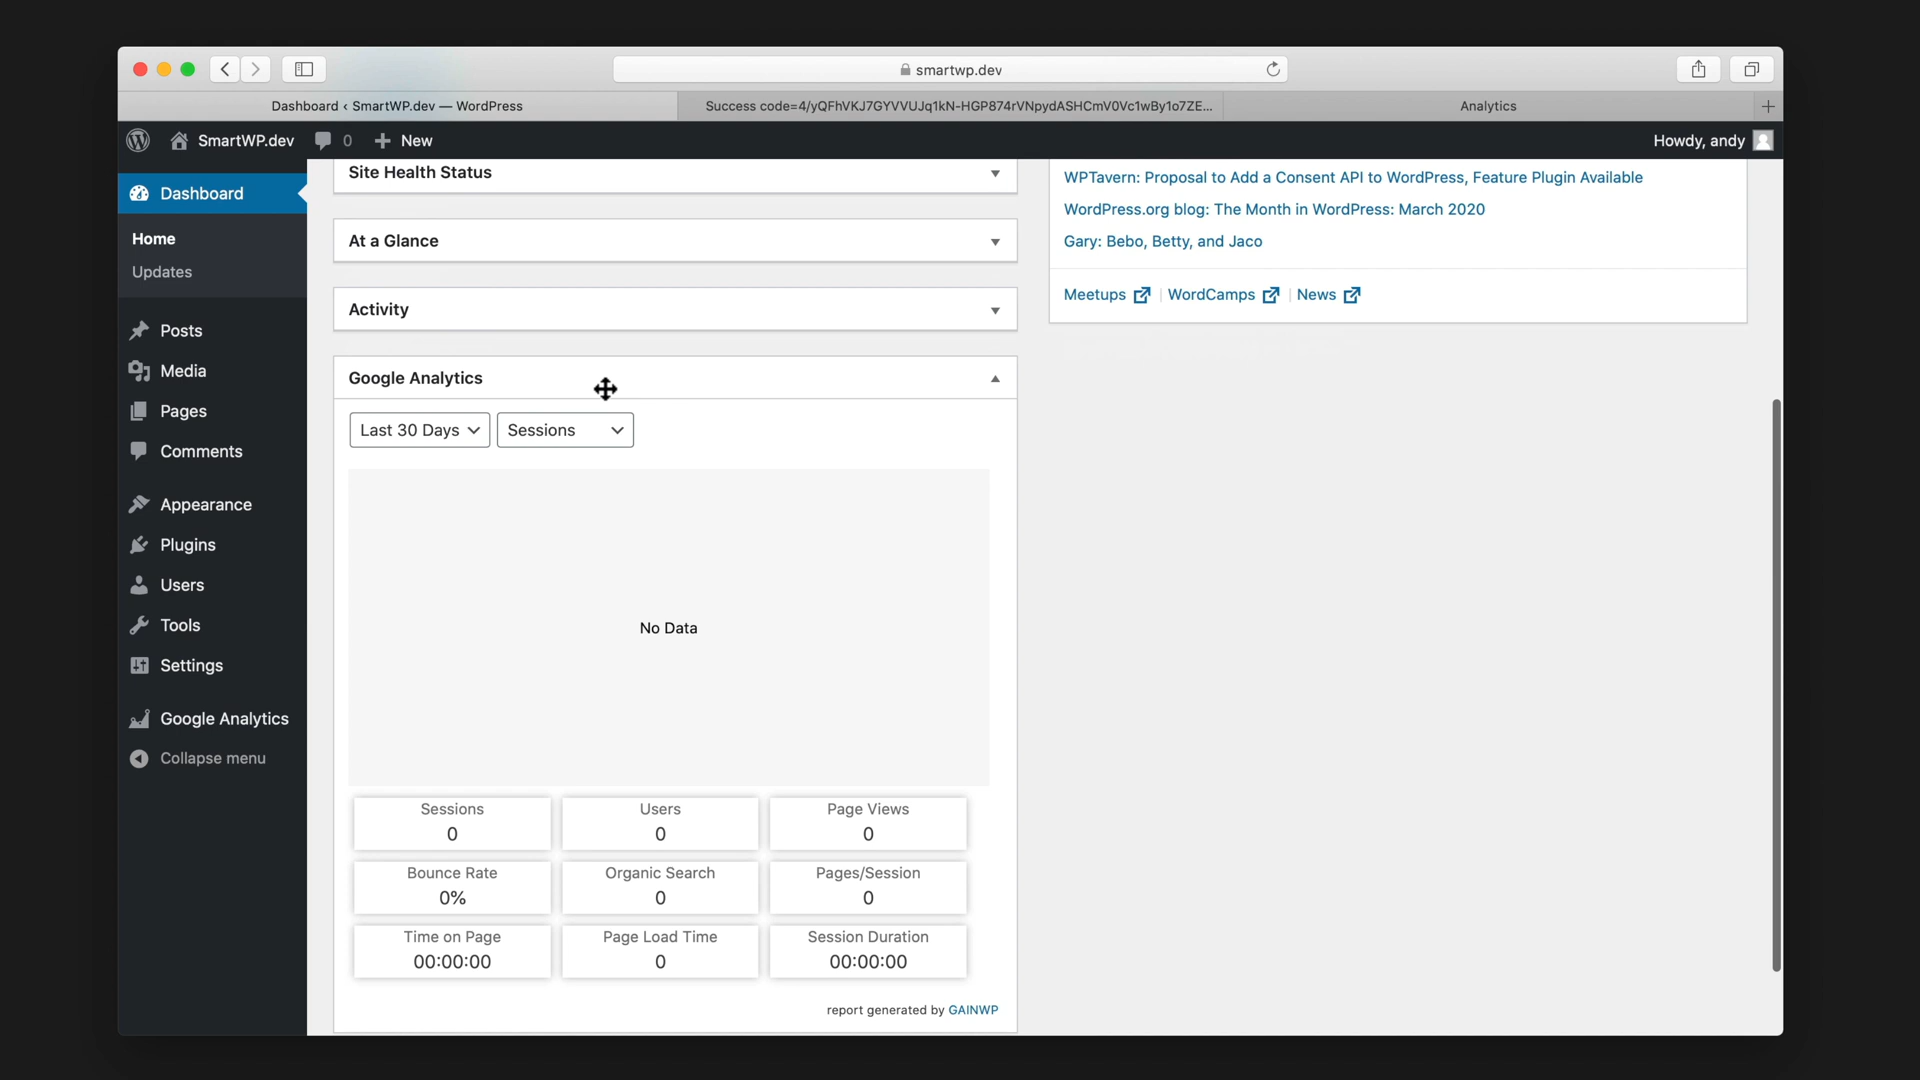 smartwp.dev
Dashboard ‹ SmartWP.dev — WordPress
Success code=4/yQFhVKJ7GYVVUJq1kN-HGP874rVNpydASHCmV0Vc1wBy1o7ZE...
Analytics
SmartWP.dev
0
New
Howdy, andy
Dashboard
Home
Updates
Posts
Media
Pages
Comments
Appearance
Plugins
Users
Tools
Settings
Google Analytics
Collapse menu
Site Health Status
At a Glance
Activity
Google Analytics
Last 30 Days
Sessions
No Data
Sessions
0
Users
0
Page Views
0
Bounce Rate
0%
Organic Search
0
Pages/Session
0
Time on Page
00:00:00
Page Load Time
0
Session Duration
00:00:00
report generated by GAINWP
WPTavern: Proposal to Add a Consent API to WordPress, Feature Plugin Available
WordPress.org blog: The Month in WordPress: March 2020
Gary: Bebo, Betty, and Jaco
Meetups | WordCamps | News